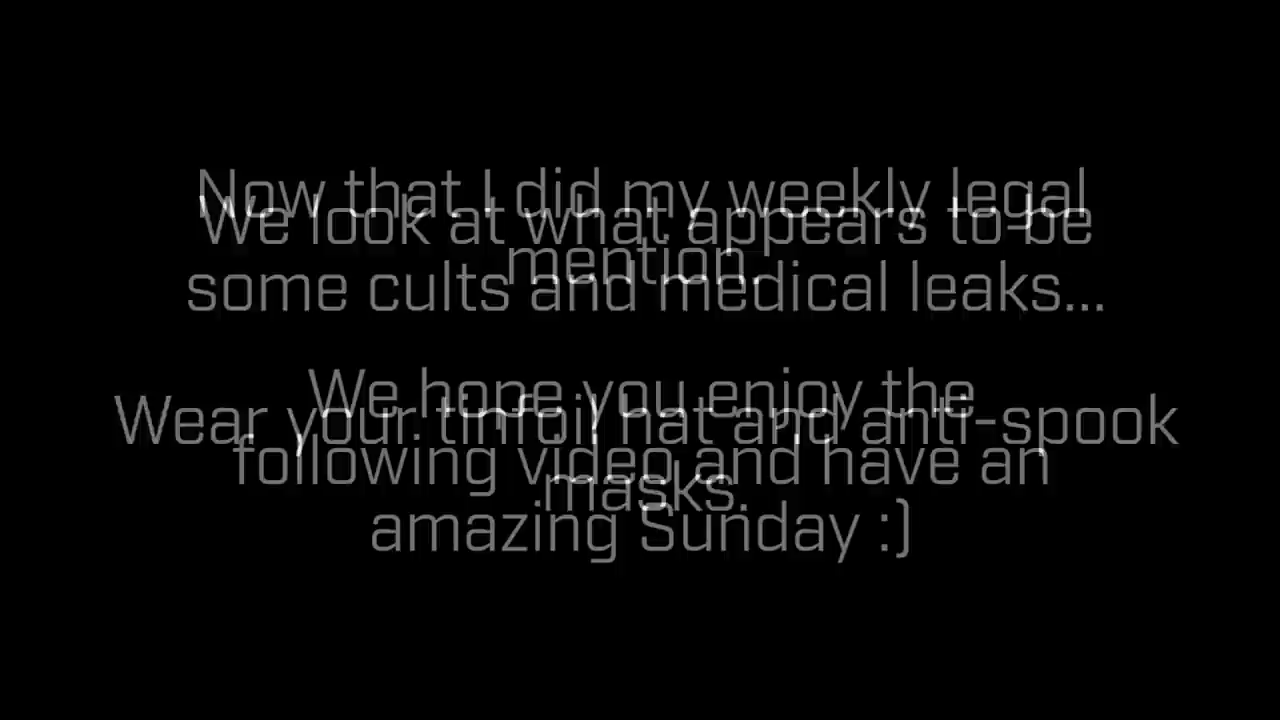 Now that I did my weekly legal
mention.
We hope you enjoy the
following video and have an
amazing Sunday :)
We look at what appears to be
some cults and medical leaks...
Wear your tinfoil hat and anti-spook
masks.